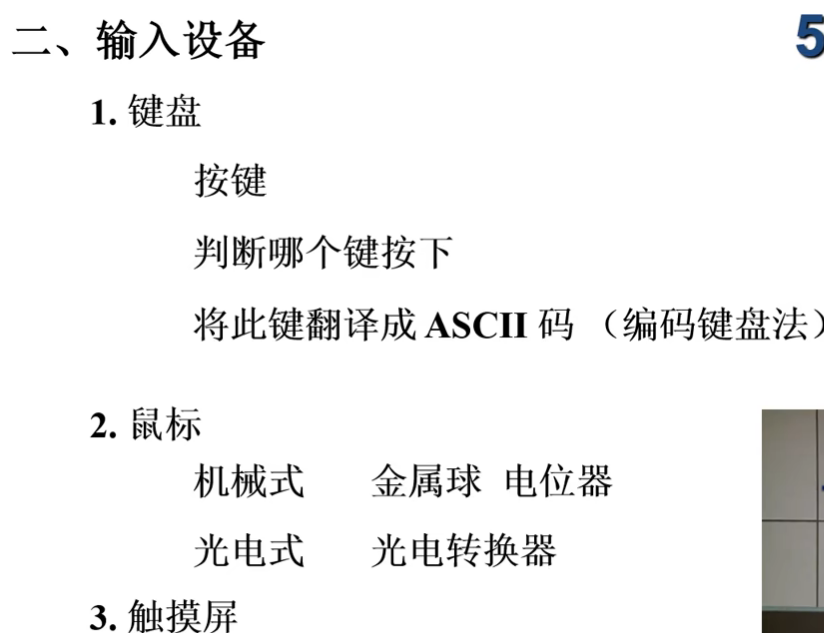 二、输入设备
5
1. 键盘
按键
判断哪个键按下
将此键翻译成 ASCII 码 （编码键盘法）
2. 鼠标
机械式 金属球 电位器
光电式 光电转换器
3. 触摸屏